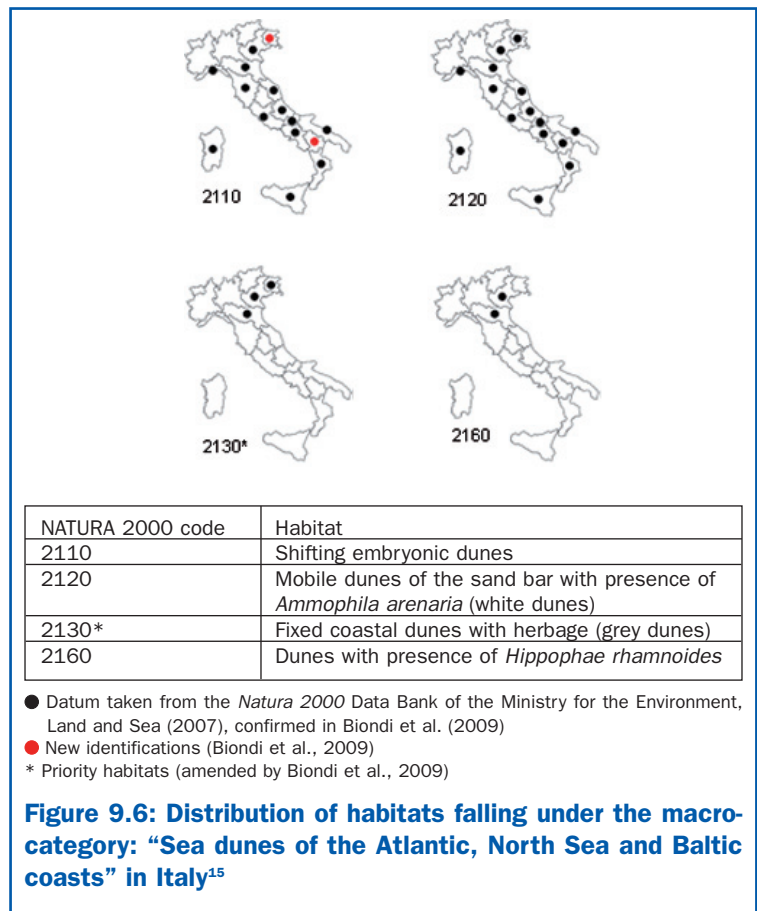 2110
2120
2130*
2160
NATURA 2000 code Habitat
2110 Shifting embryonic dunes
2120 Mobile dunes of the sand bar with presence of
Ammophila arenaria (white dunes)
2130* Fixed coastal dunes with herbage (grey dunes)
2160 Dunes with presence of Hippophae rhamnoides
● Datum taken from the Natura 2000 Data Bank of the Ministry for the Environment,
Land and Sea (2007), confirmed in Biondi et al. (2009)
● New identifications (Biondi et al., 2009)
* Priority habitats (amended by Biondi et al., 2009)
Figure 9.6: Distribution of habitats falling under the macro-
category: “Sea dunes of the Atlantic, North Sea and Baltic
coasts” in Italy¹⁵